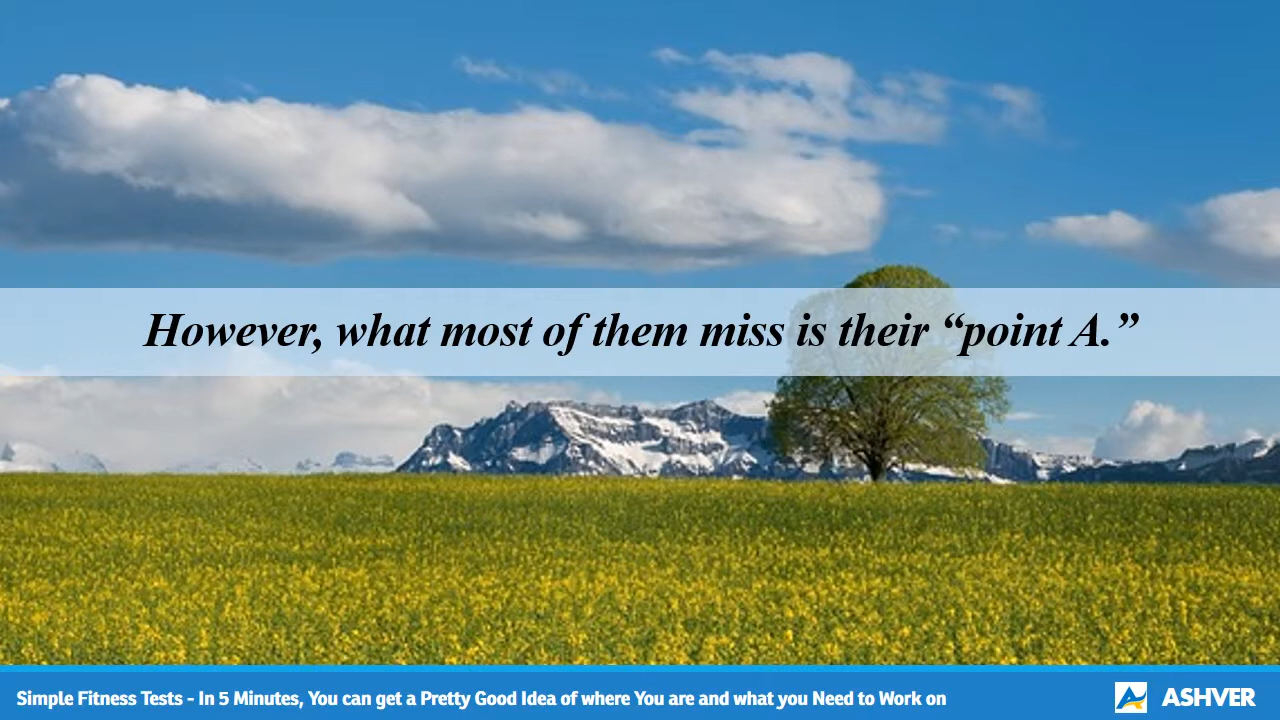 However, what most of them miss is their “point A.”
Simple Fitness Tests - In 5 Minutes, You can get a Pretty Good Idea of where You are and what you Need to Work on
ASHVER